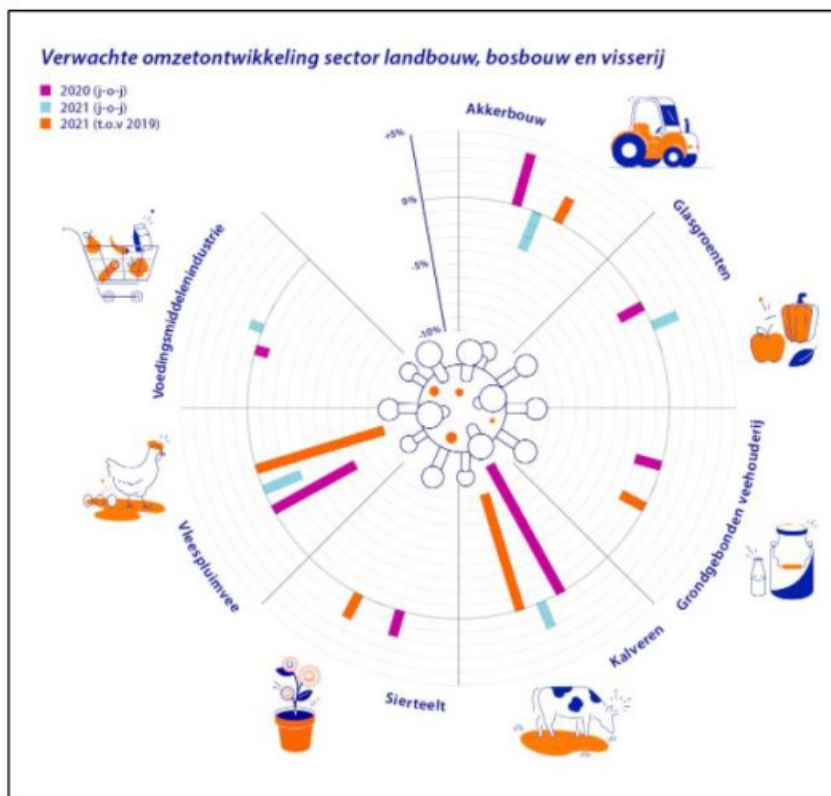 Verwachte omzetontwikkeling sector landbouw, bosbouw en visserij
2020 (j-o-j)
2021 (j-o-j)
2021 (t.o.v 2019)
+5%
0%
-5%
-10%
Akkerbouw
Glasgroenten
Grondgebonden veehouderij
Kalveren
Sierteelt
Vleespluimvee
Voedingsmiddelenindustrie